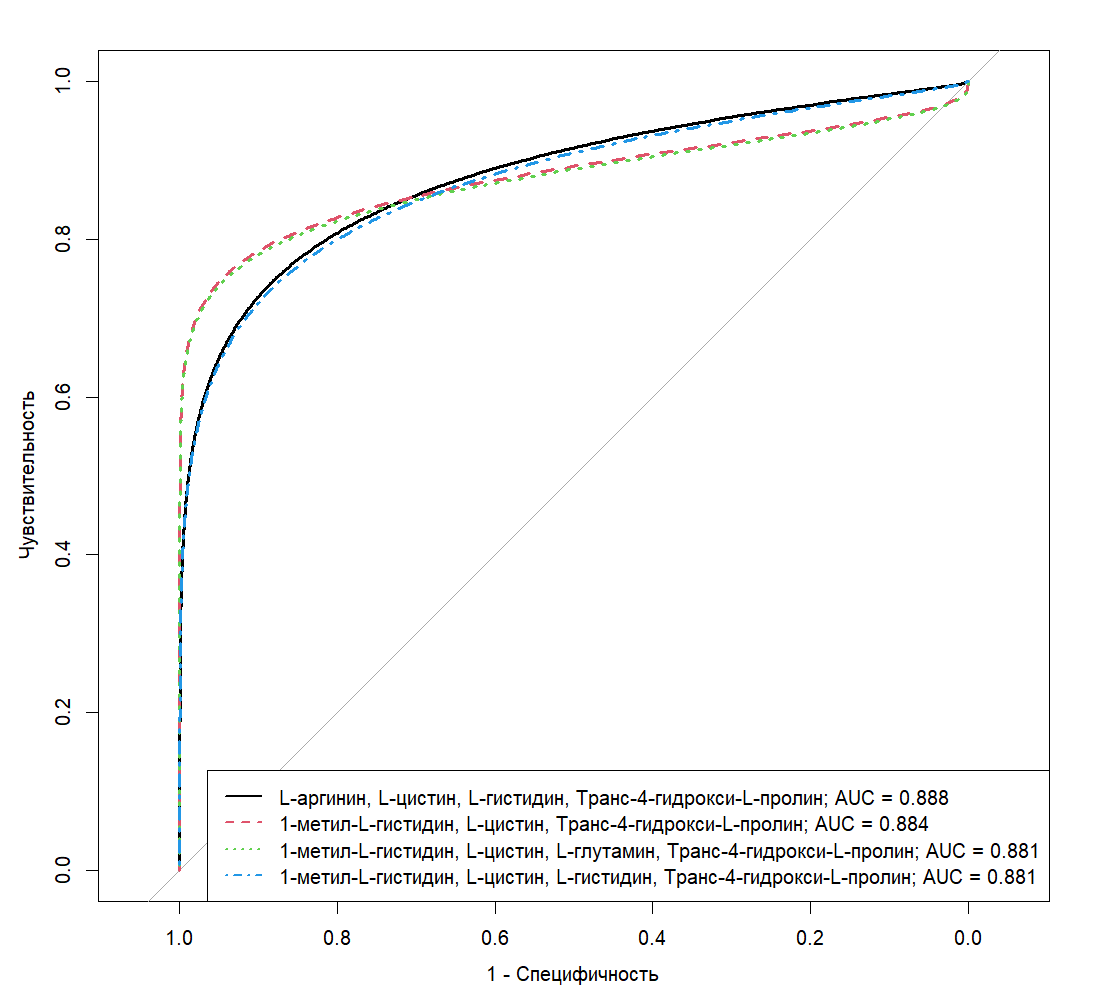 Чувствительность
1.0
0.8
0.6
0.4
0.2
0.0
L-аргинин, L-цистин, L-гистидин, Транс-4-гидрокси-L-пролин; AUC = 0.888
1-метил-L-гистидин, L-цистин, Транс-4-гидрокси-L-пролин; AUC = 0.884
1-метил-L-гистидин, L-цистин, L-глутамин, Транс-4-гидрокси-L-пролин; AUC = 0.881
1-метил-L-гистидин, L-цистин, L-гистидин, Транс-4-гидрокси-L-пролин; AUC = 0.881
1.0 0.8 0.6 0.4 0.2 0.0
1 - Специфичность